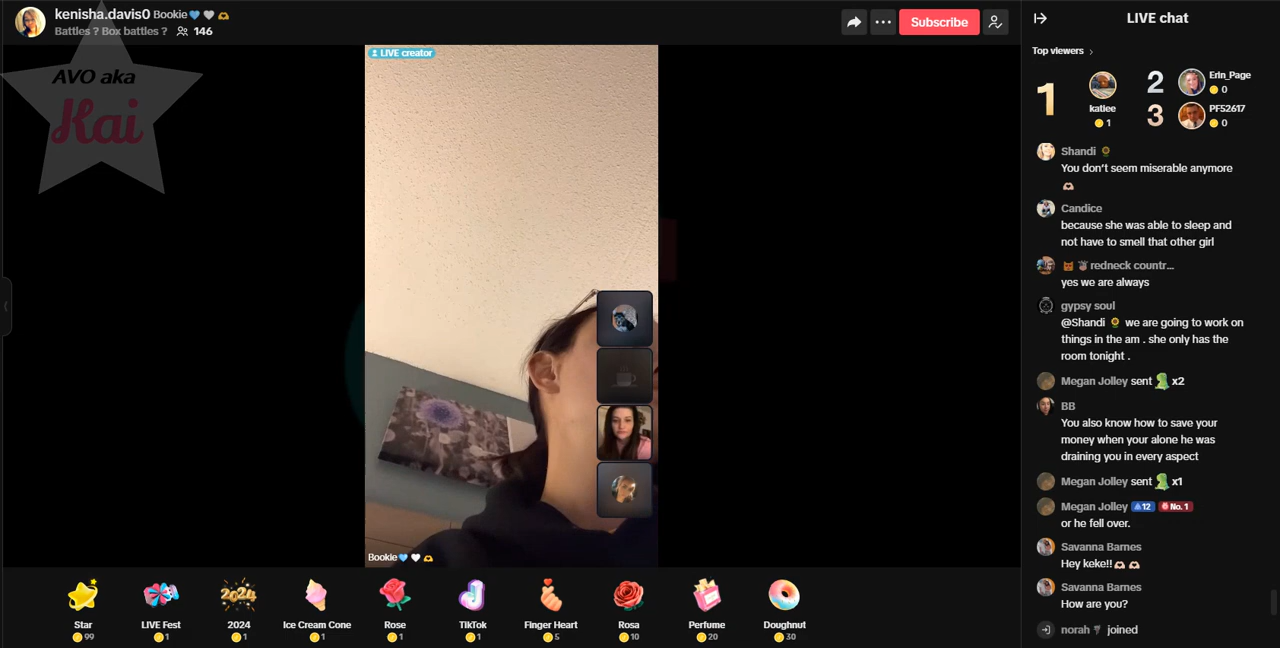 kenisha.davis0 Bookie💙🤍🫶
Battles ? Box battles ? 146
Subscribe
LIVE chat
AVO aka
Kai
LIVE creator
Top viewers
1
katiee
1
2
Erin_Page
0
3
PF52617
0
Shandi 🌻
You don't seem miserable anymore
🫶
Candice
because she was able to sleep and
not have to smell that other girl
redneck countr...
yes we are always
gypsy soul
@Shandi 🌻 we are going to work on
things in the am . she only has the
room tonight .
Megan Jolley sent x2
BB
You also know how to save your
money when your alone he was
draining you in every aspect
Megan Jolley sent x1
Megan Jolley 12 No. 1
or he fell over.
Savanna Barnes
Hey keke!!🫶🫶
Savanna Barnes
How are you?
norah joined
Bookie💙🤍🫶
2024
Star
99
LIVE Fest
1
2024
1
Ice Cream Cone
1
Rose
1
TikTok
1
Finger Heart
5
Rosa
10
Perfume
20
Doughnut
30